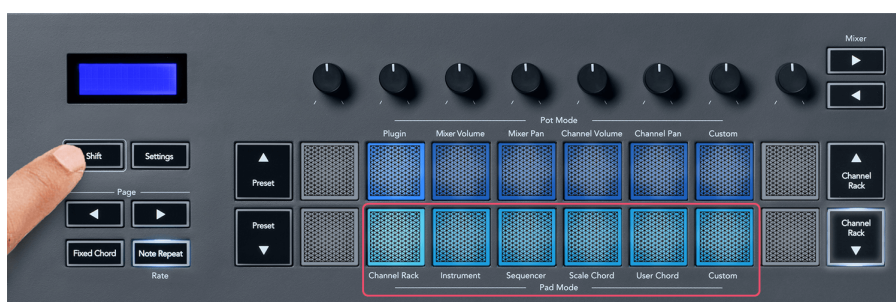 Mixer
Pot Mode
Plugin
Mixer Volume
Mixer Pan
Channel Volume
Channel Pan
Custom
Shift
Settings
Preset
Channel
Rack
Page
Preset
Channel
Rack
Fixed Chord
Note Repeat
Rate
Channel Rack
Instrument
Sequencer
Scale Chord
User Chord
Custom
Pad Mode